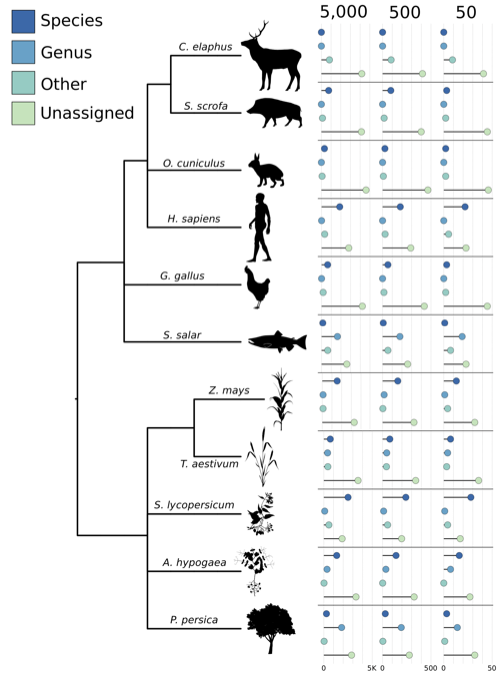 Species
Genus
Other
Unassigned
5,000 500 50
C. elaphus
S. scrofa
O. cuniculus
H. sapiens
G. gallus
S. salar
Z. mays
T. aestivum
S. lycopersicum
A. hypogaea
P. persica
0 5K 0 500 0 50